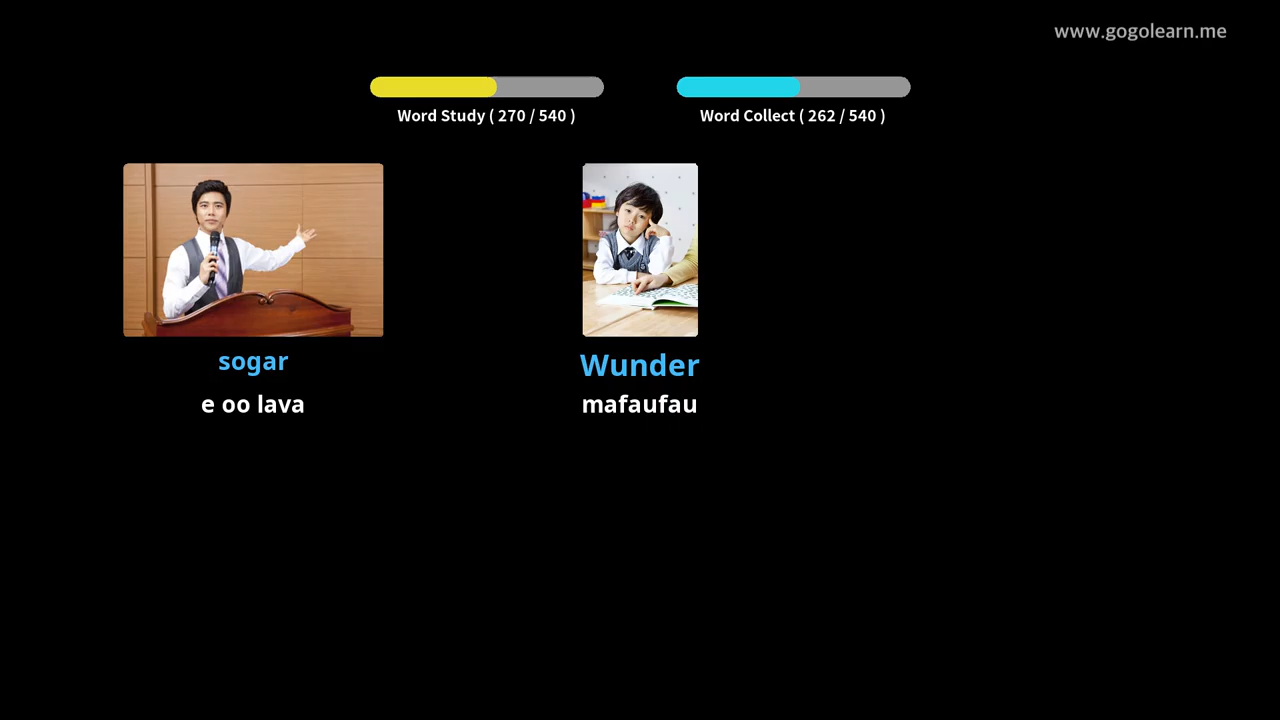 www.gogolearn.me
Word Study ( 270 / 540 )
Word Collect ( 262 / 540 )
sogar
Wunder
e oo lava
mafaufau